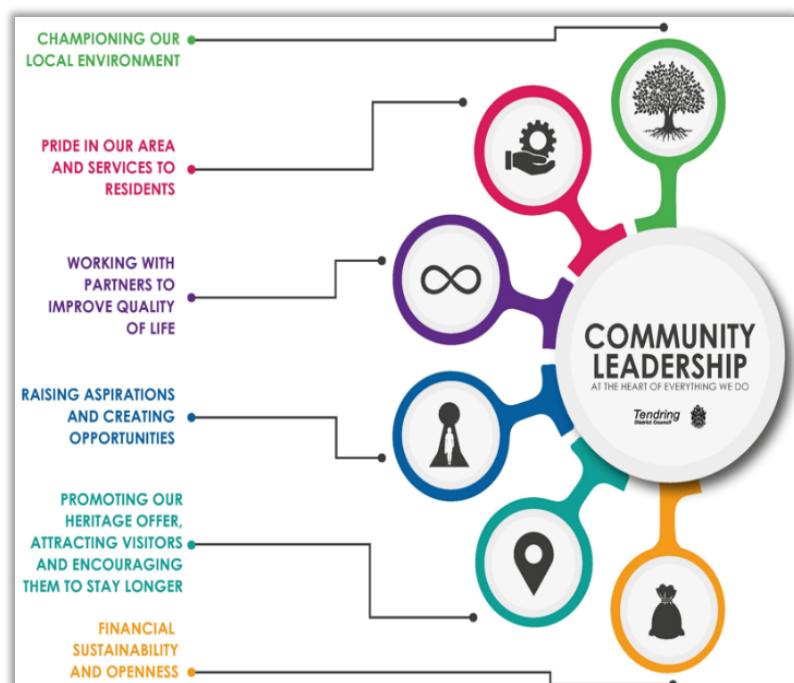 CHAMPIONING OUR
LOCAL ENVIRONMENT
PRIDE IN OUR AREA
AND SERVICES TO
RESIDENTS
WORKING WITH
PARTNERS TO
IMPROVE QUALITY
OF LIFE
RAISING ASPIRATIONS
AND CREATING
OPPORTUNITIES
PROMOTING OUR
HERITAGE OFFER,
ATTRACTING VISITORS
AND ENCOURAGING
THEM TO STAY LONGER
FINANCIAL
SUSTAINABILITY
AND OPENNESS
COMMUNITY
LEADERSHIP
AT THE HEART OF EVERYTHING WE DO
Tendring
District Council